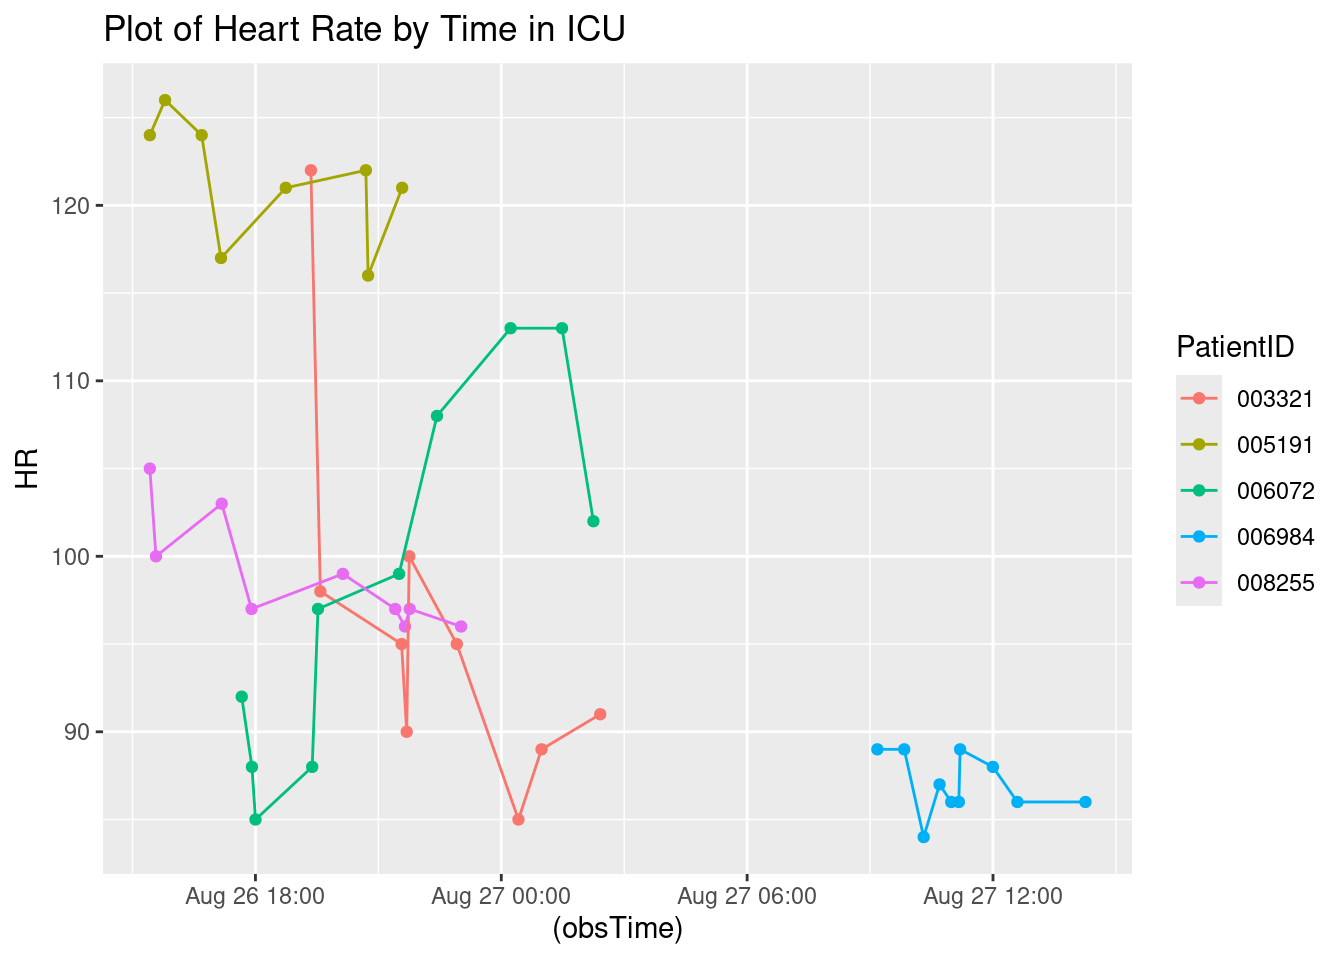 Plot of Heart Rate by Time in ICU
120
110
100
90
HR
Aug 26 18:00 Aug 27 00:00 Aug 27 06:00 Aug 27 12:00
(obsTime)
PatientID
003321
005191
006072
006984
008255